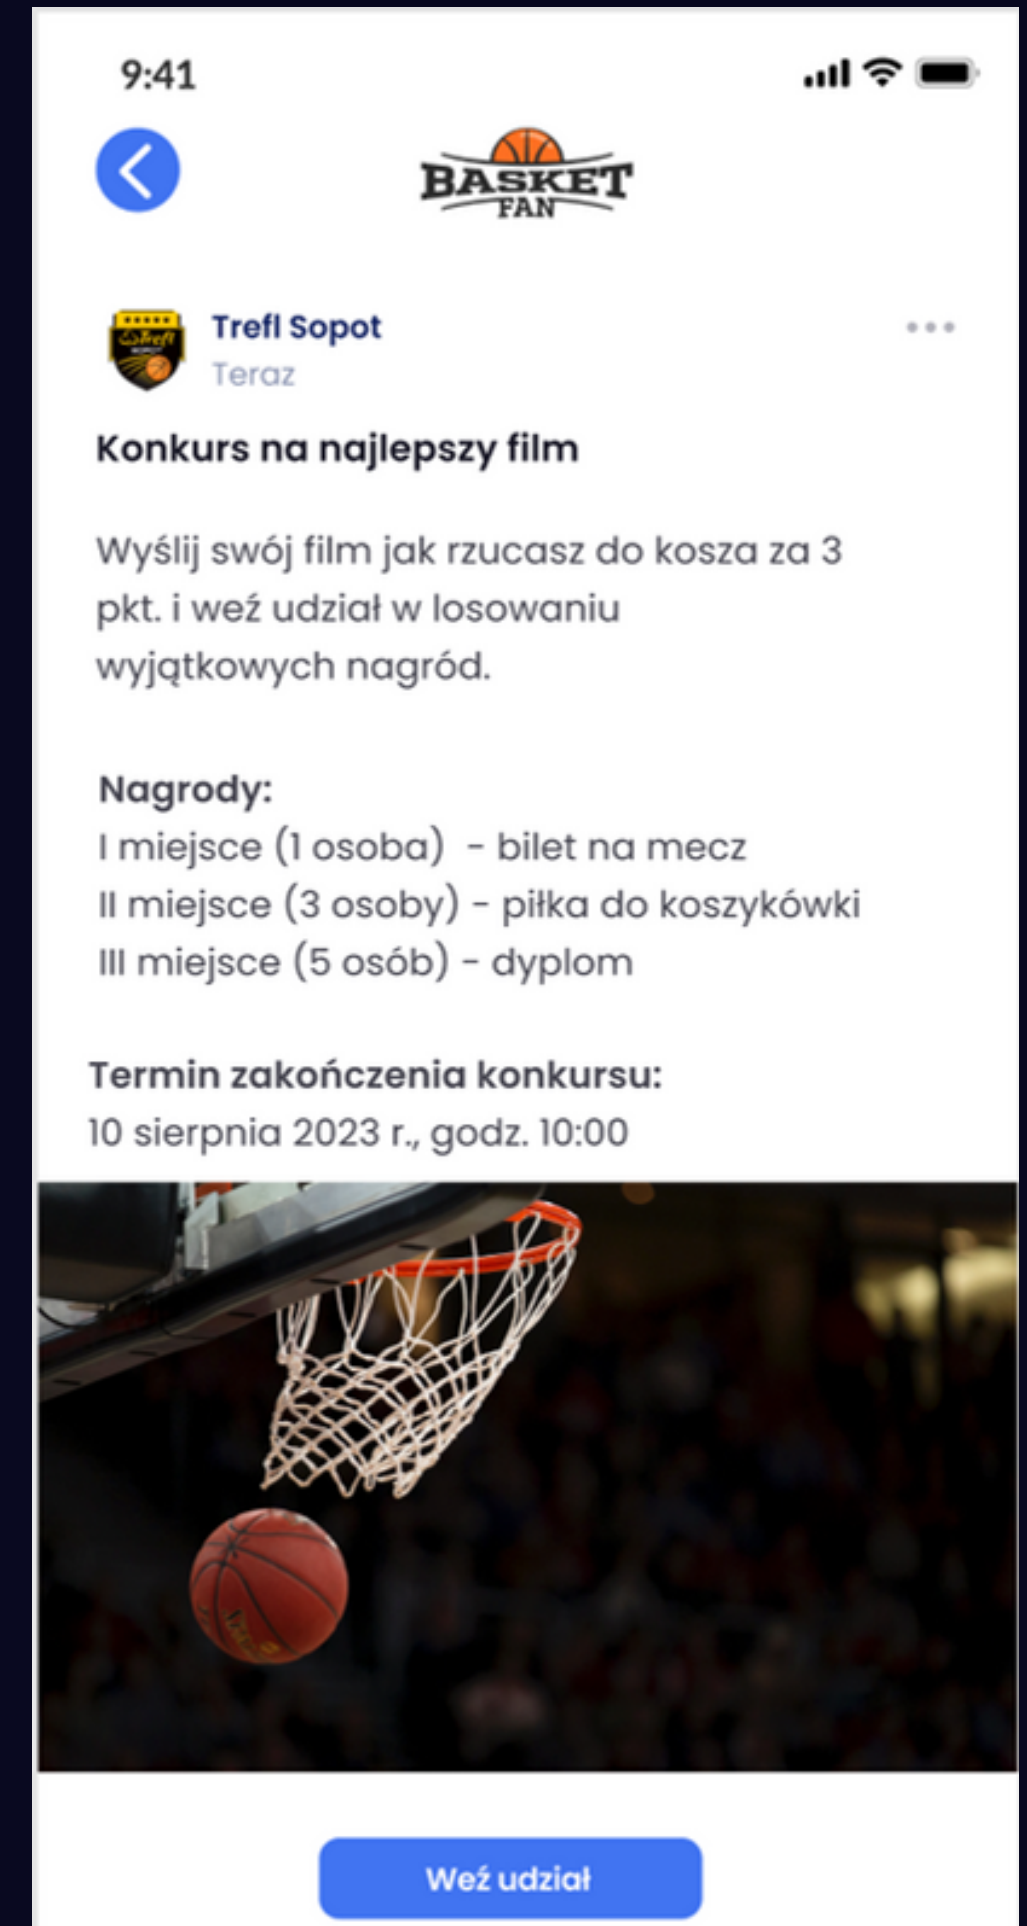 9:41
BASKET
FAN
Trefl
SOPOT
Trefl Sopot
Teraz
Konkurs na najlepszy film
Wyślij swój film jak rzucasz do kosza za 3
pkt. i weź udział w losowaniu
wyjątkowych nagród.
Nagrody:
I miejsce (1 osoba)  - bilet na mecz
II miejsce (3 osoby) - piłka do koszykówki
III miejsce (5 osób) - dyplom
Termin zakończenia konkursu:
10 sierpnia 2023 r., godz. 10:00
Weź udział